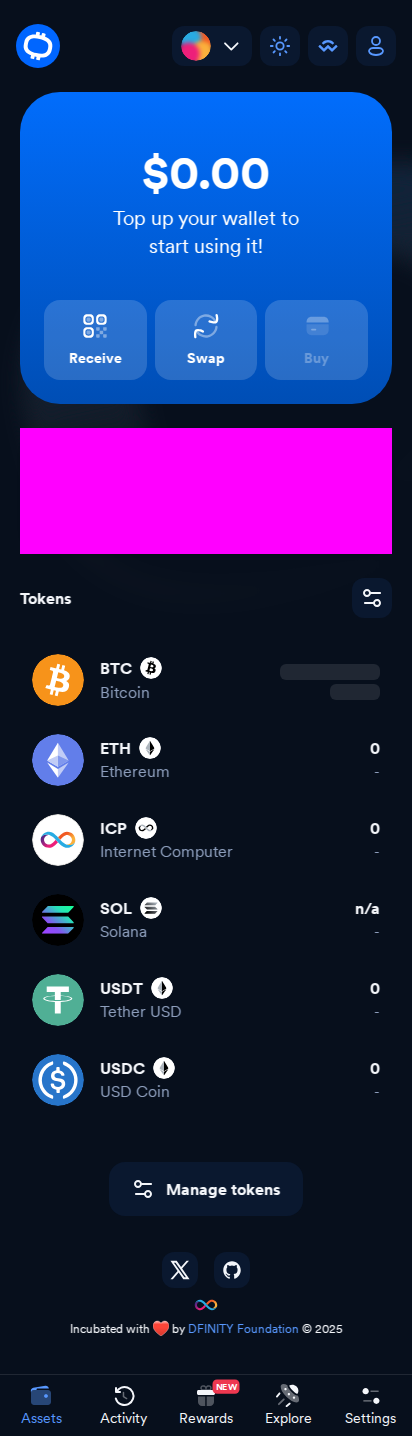 $0.00
Top up your wallet to
start using it!
Receive
Swap
Buy
Tokens
BTC
Bitcoin
ETH
0
Ethereum
-
ICP
0
Internet Computer
-
SOL
n/a
Solana
-
USDT
0
Tether USD
-
USDC
0
USD Coin
-
Manage tokens
Incubated with ❤️ by DFINITY Foundation © 2025
NEW
Assets
Activity
Rewards
Explore
Settings